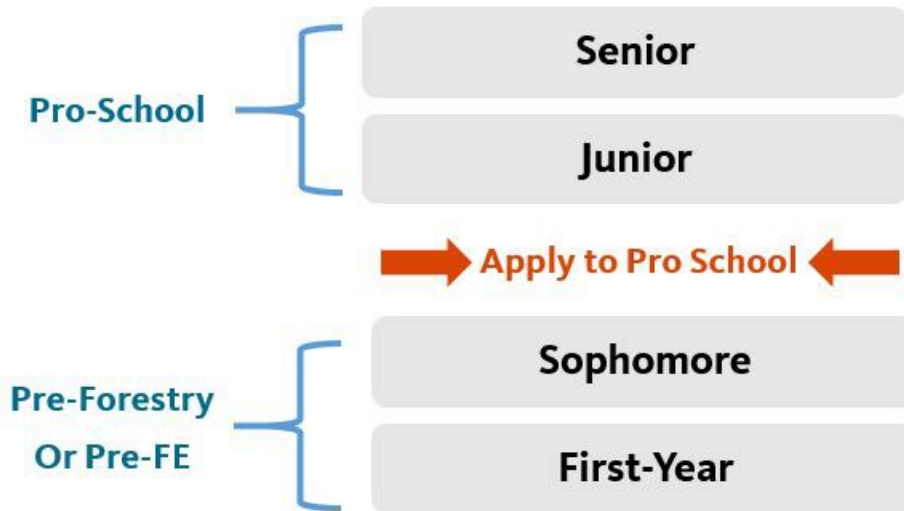 Senior
Pro-School
Junior
Apply to Pro School
Sophomore
Pre-Forestry
Or Pre-FE
First-Year